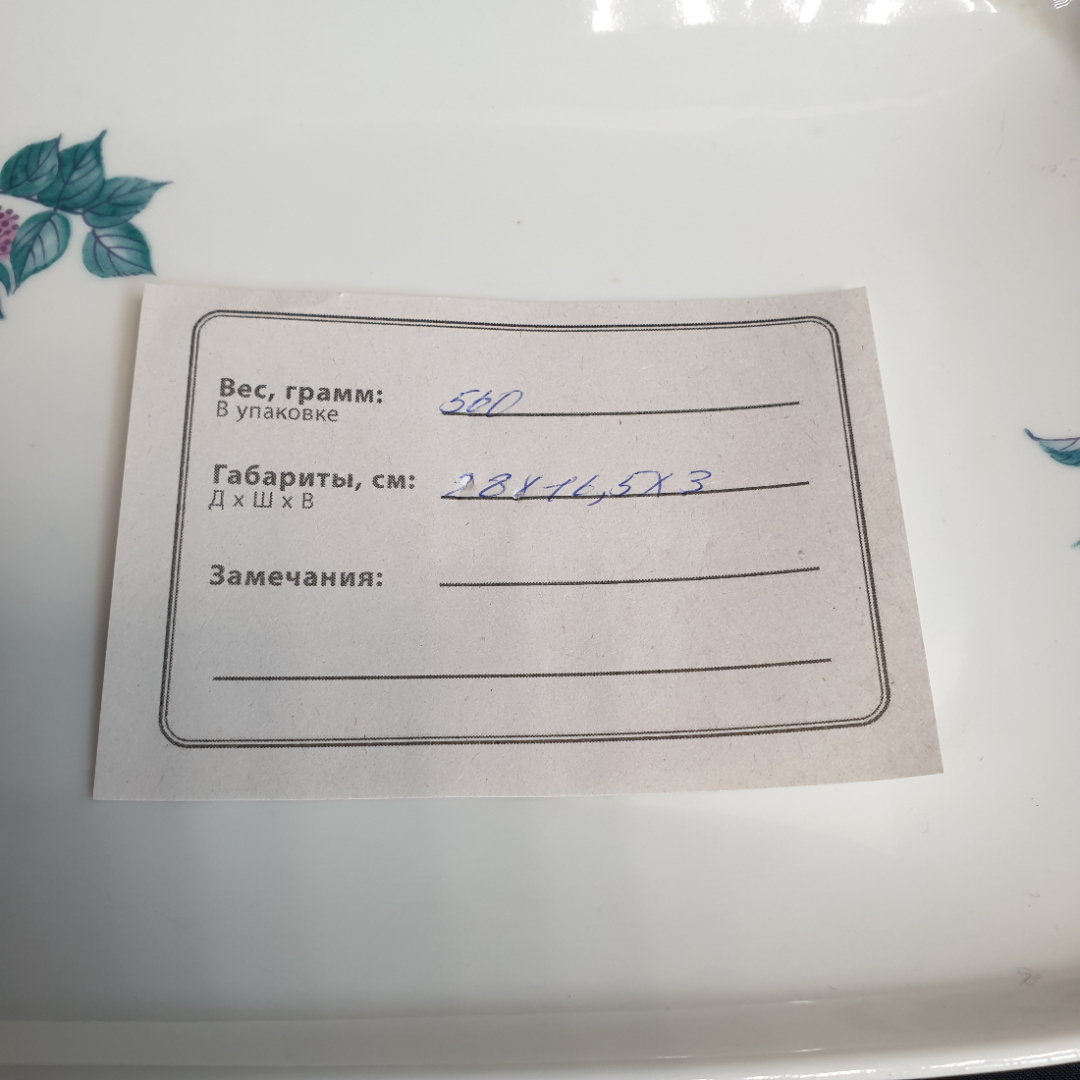 Вес, грамм: 560
В упаковке
Габариты, см: 28х16,5х3
Д х Ш х В
Замечания: